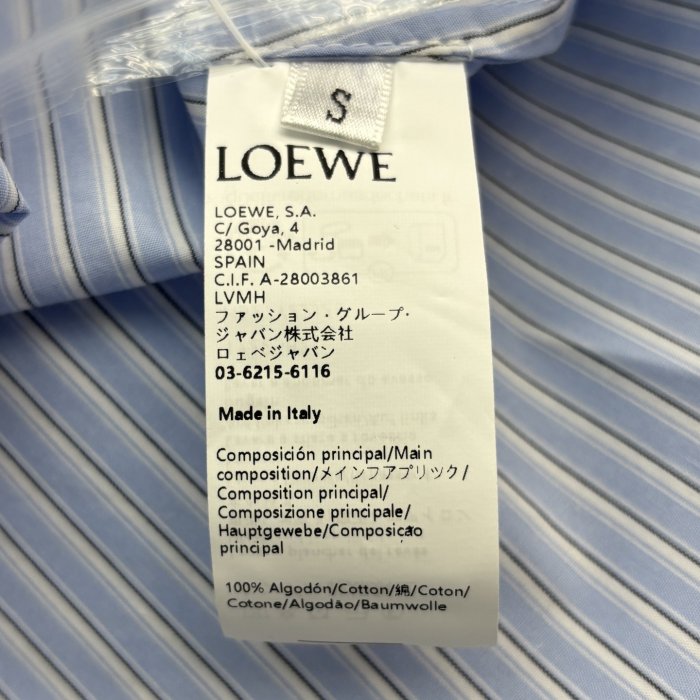 S
LOEWE
LOEWE, S.A.
C/ Goya, 4
28001 -Madrid
SPAIN
C.I.F. A-28003861
LVMH
ファッション・グループ・
ジャパン株式会社
ロェベジャパン
03-6215-6116
Made in Italy
Composición principal/Main
composition/メインファブリック/
Composition principal/
Composizione principale/
Hauptgewebe/Composição
principal
100% Algodón/Cotton/綿/Coton/
Cotone/Algodão/Baumwolle